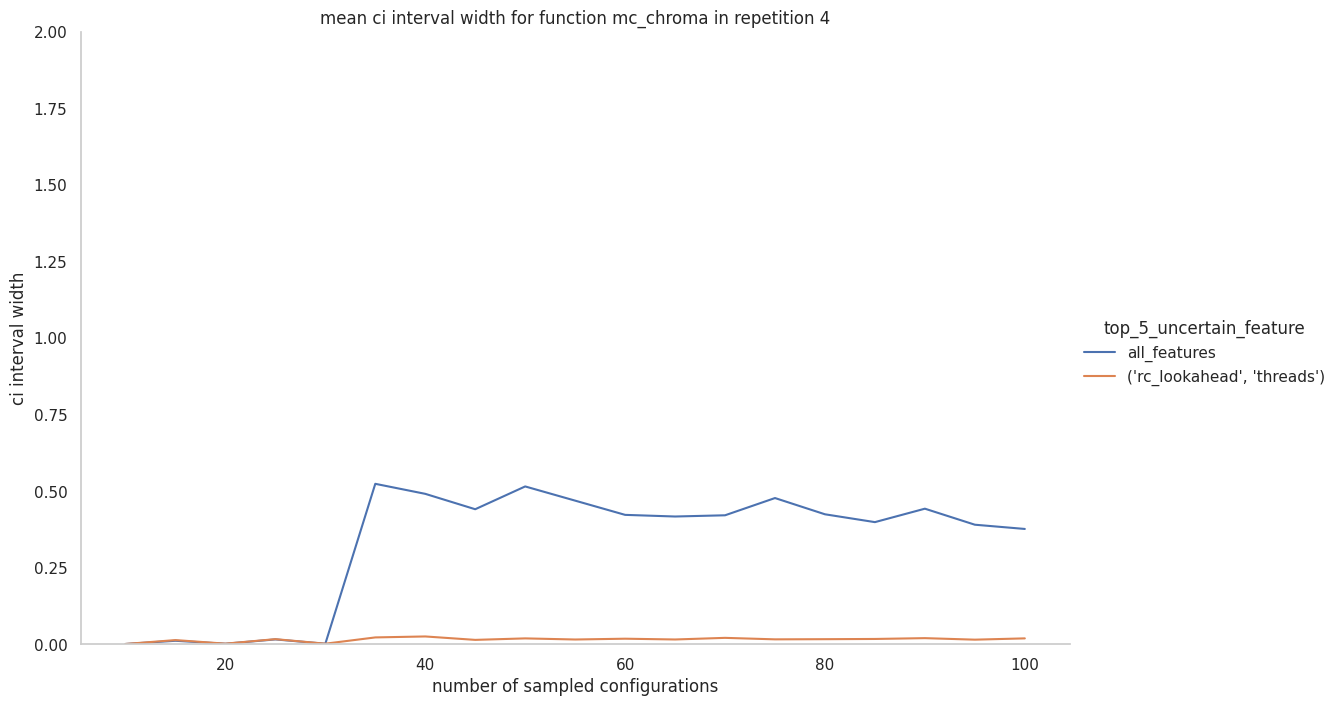 mean ci interval width for function mc_chroma in repetition 4
2.00
1.75
1.50
1.25
1.00
0.75
0.50
0.25
0.00
ci interval width
20
40
60
80
100
number of sampled configurations
top_5_uncertain_feature
all_features
('rc_lookahead', 'threads')